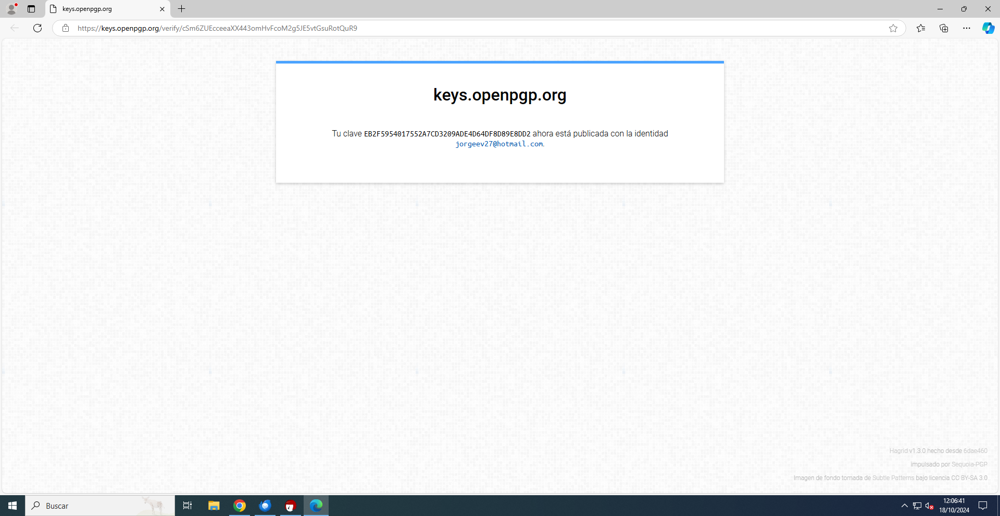 keys.openpgp.org
https://keys.openpgp.org/verify/cSm6ZUEcceeaXX443omHvFcoM2g5JE5vtGsuRotQuR9
keys.openpgp.org
Tu clave EB2F5954017552A7CD3209ADE4D64DF8D89E8DD2 ahora está publicada con la identidad
jorgeev27@hotmail.com.
Hagrid v1.3.0 hecho desde 6dae460
impulsado por Sequoia-PGP
Imagen de fondo tomada de Subtle Patterns bajo licencia CC BY-SA 3.0
Buscar
12:06:41
18/10/2024